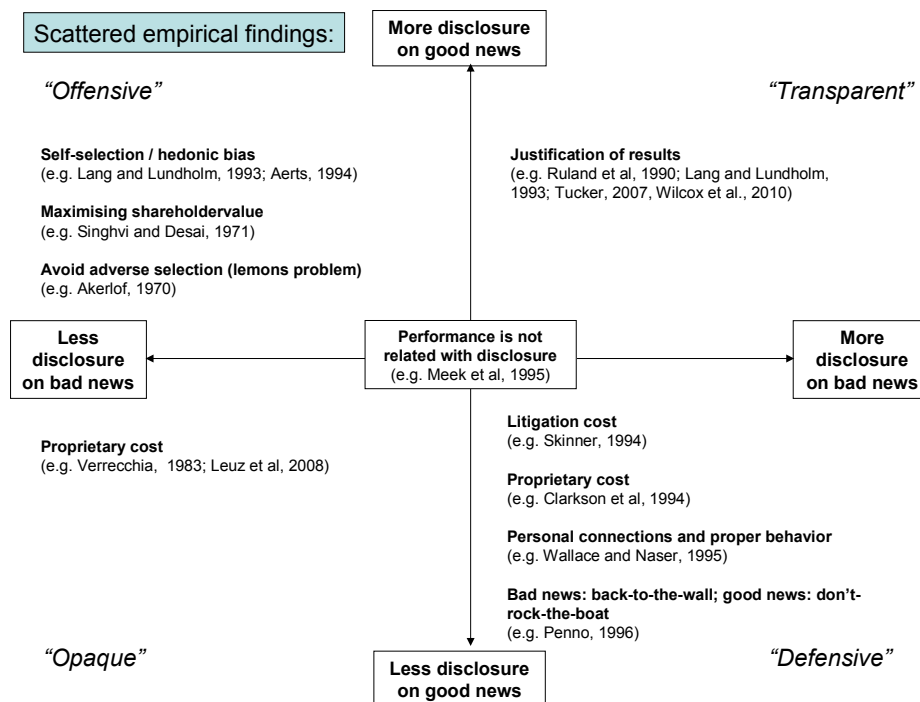 Scattered empirical findings:
More disclosure
on good news
“Offensive”
“Transparent”
Self-selection / hedonic bias
(e.g. Lang and Lundholm, 1993; Aerts, 1994)
Maximising shareholdervalue
(e.g. Singhvi and Desai, 1971)
Avoid adverse selection (lemons problem)
(e.g. Akerlof, 1970)
Justification of results
(e.g. Ruland et al, 1990; Lang and Lundholm,
1993; Tucker, 2007, Wilcox et al., 2010)
Less
disclosure
on bad news
Performance is not
related with disclosure
(e.g. Meek et al, 1995)
More
disclosure
on bad news
Proprietary cost
(e.g. Verrecchia, 1983; Leuz et al, 2008)
Litigation cost
(e.g. Skinner, 1994)
Proprietary cost
(e.g. Clarkson et al, 1994)
Personal connections and proper behavior
(e.g. Wallace and Naser, 1995)
Bad news: back-to-the-wall; good news: don’t-
rock-the-boat
(e.g. Penno, 1996)
“Opaque”
“Defensive”
Less disclosure
on good news